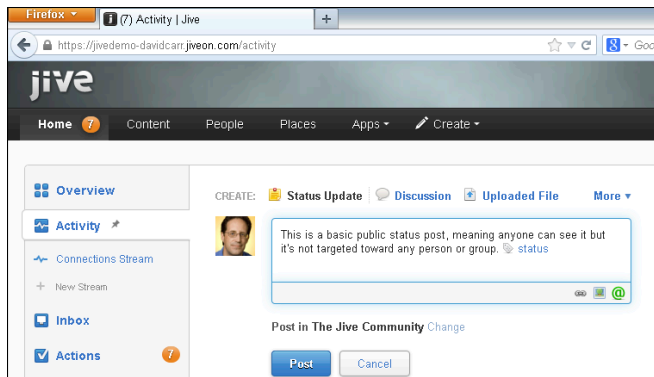 Firefox
(7) Activity | Jive
https://jivedemo-davidcarr.jiveon.com/activity
8 - Goo
jive
Home 7 Content People Places Apps Create
Overview
CREATE: Status Update Discussion Uploaded File More
Activity
This is a basic public status post, meaning anyone can see it but
it's not targeted toward any person or group. status
Connections Stream
+ New Stream
@
Inbox
Post in The Jive Community Change
Actions 7
Post Cancel